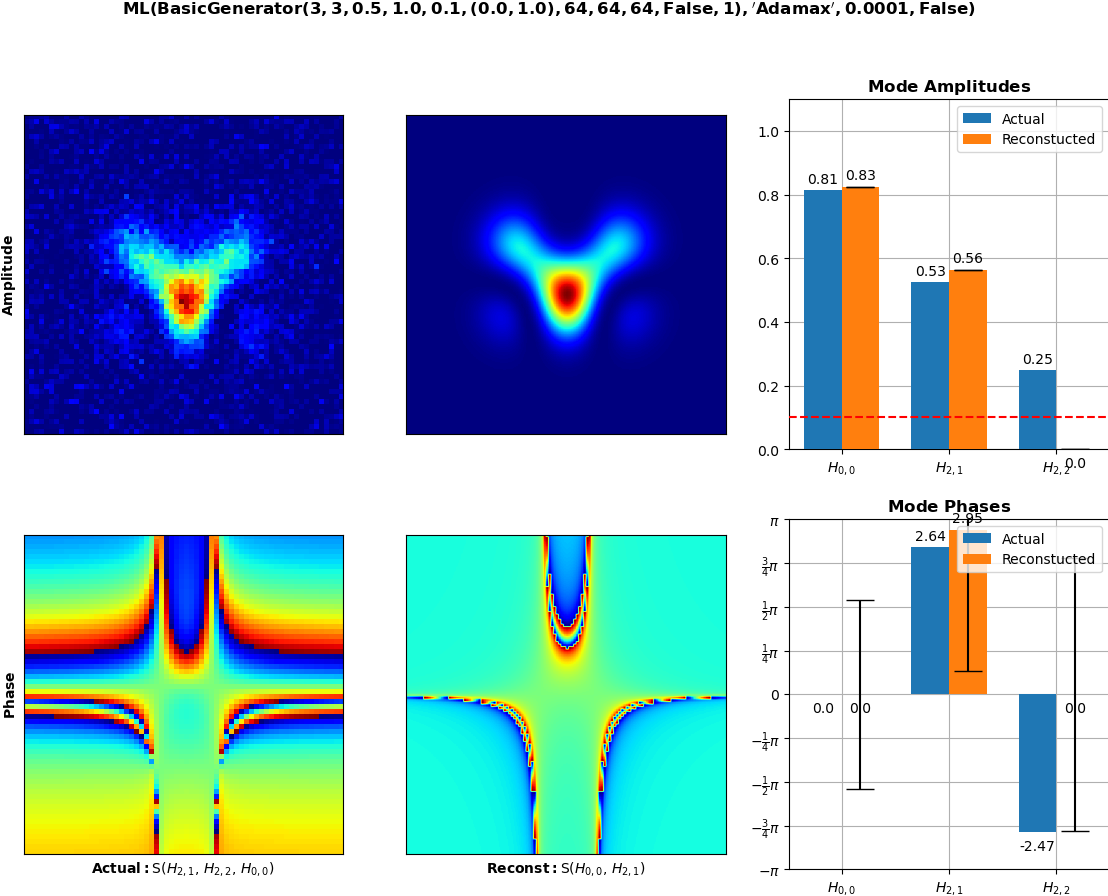 ML(BasicGenerator(3, 3, 0.5, 1.0, 0.1, (0.0, 1.0), 64, 64, 64, False, 1), ′Adamax′, 0.0001, False)
Amplitude
Mode Amplitudes
Actual
Reconstucted
1.0
0.8
0.6
0.4
0.2
0.0
0.81
0.83
0.53
0.56
0.25
0.0
H0,0
H2,1
H2,2
Phase
Actual: S(H2,1, H2,2, H0,0)
Reconst: S(H0,0, H2,1)
Mode Phases
Actual
Reconstucted
π
3/4π
1/2π
1/4π
0
−1/4π
−1/2π
−3/4π
−π
0.0
0.0
2.64
2.95
-2.47
0.0
H0,0
H2,1
H2,2